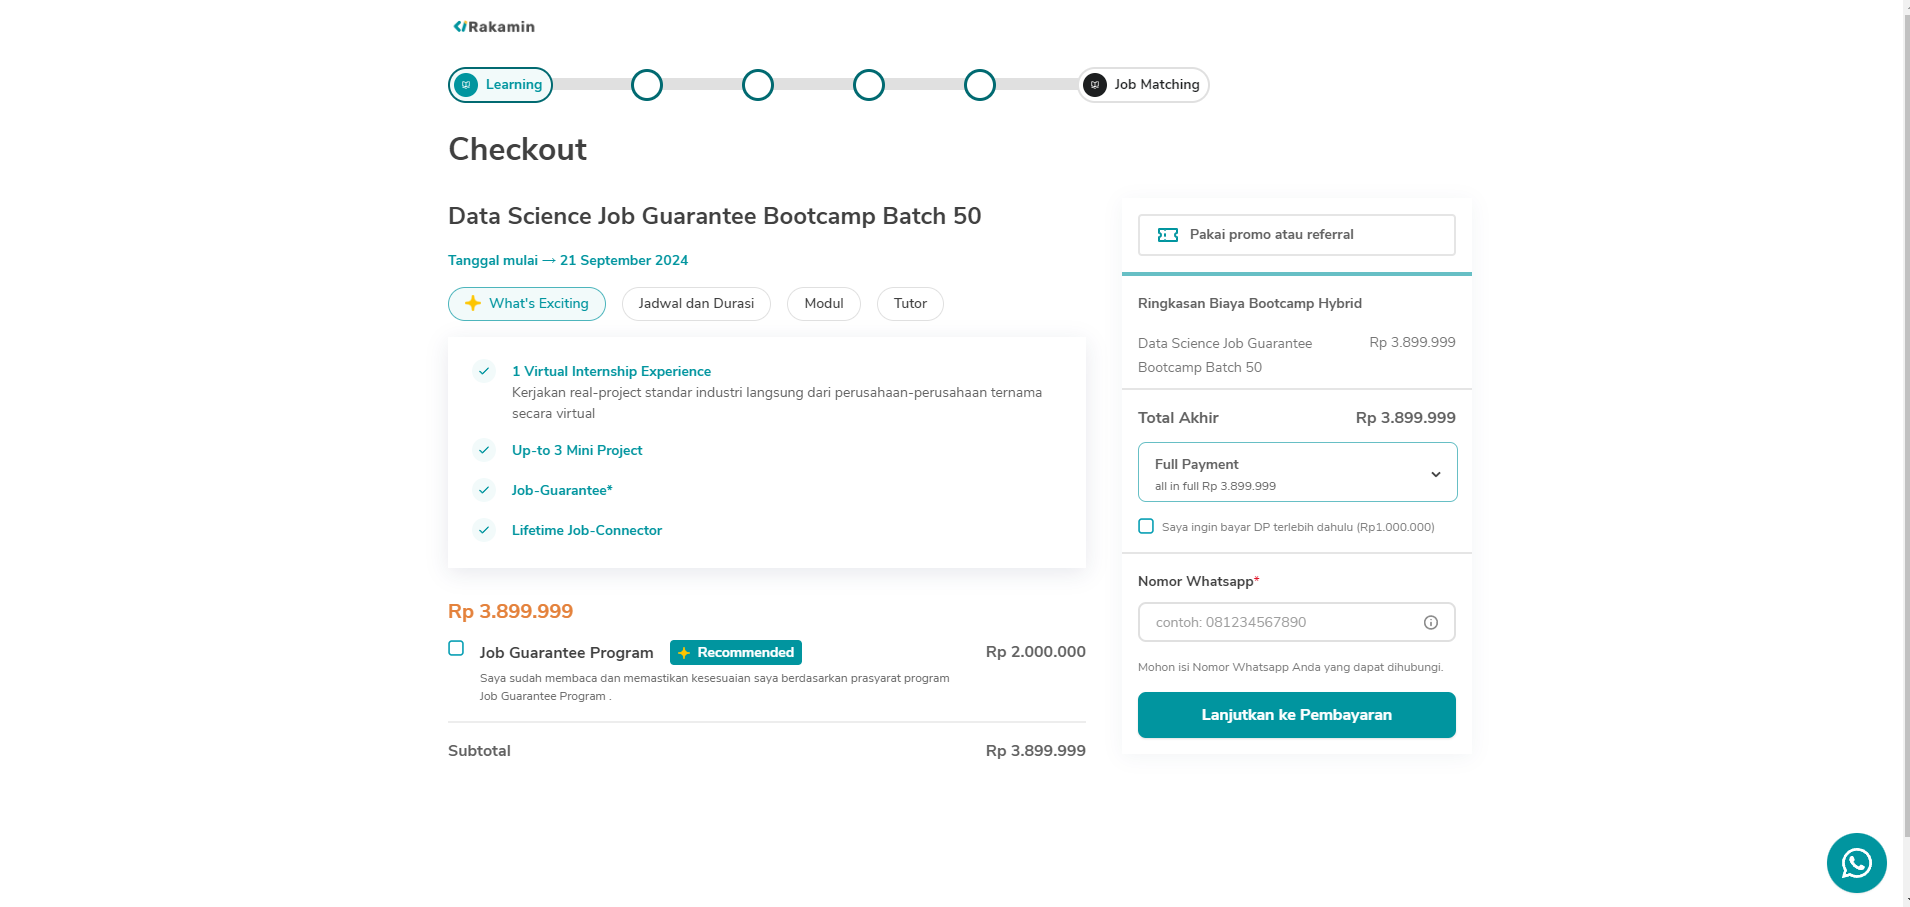 Rakamin
Learning
Job Matching
Checkout
Data Science Job Guarantee Bootcamp Batch 50
Tanggal mulai → 21 September 2024
What's Exciting
Jadwal dan Durasi
Modul
Tutor
1 Virtual Internship Experience
Kerjakan real-project standar industri langsung dari perusahaan-perusahaan ternama
secara virtual
Up-to 3 Mini Project
Job-Guarantee*
Lifetime Job-Connector
Rp 3.899.999
Job Guarantee Program
Recommended
Rp 2.000.000
Saya sudah membaca dan memastikan kesesuaian saya berdasarkan prasyarat program
Job Guarantee Program .
Subtotal
Rp 3.899.999
Pakai promo atau referral
Ringkasan Biaya Bootcamp Hybrid
Data Science Job Guarantee
Bootcamp Batch 50
Rp 3.899.999
Total Akhir
Rp 3.899.999
Full Payment
all in full Rp 3.899.999
Saya ingin bayar DP terlebih dahulu (Rp1.000.000)
Nomor Whatsapp*
contoh: 081234567890
Mohon isi Nomor Whatsapp Anda yang dapat dihubungi.
Lanjutkan ke Pembayaran